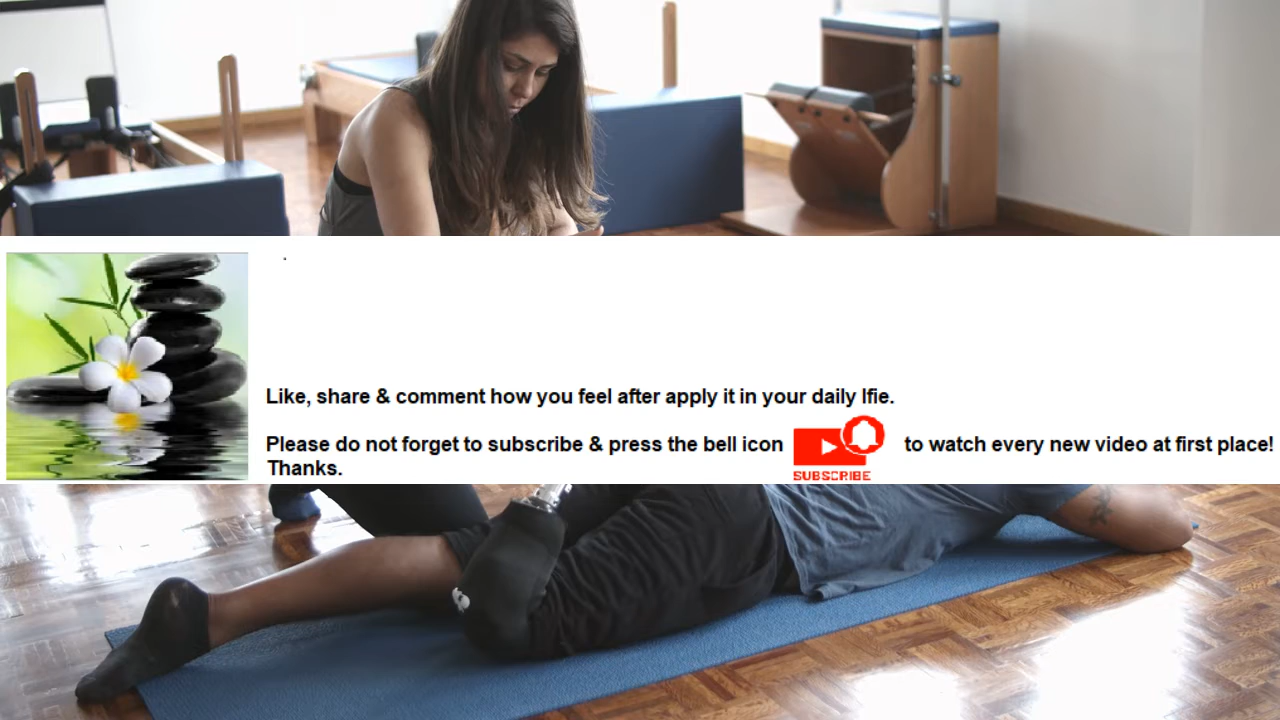 Like, share & comment how you feel after apply it in your daily lfie.
Please do not forget to subscribe & press the bell icon SUBSCRIBE to watch every new video at first place!
Thanks.